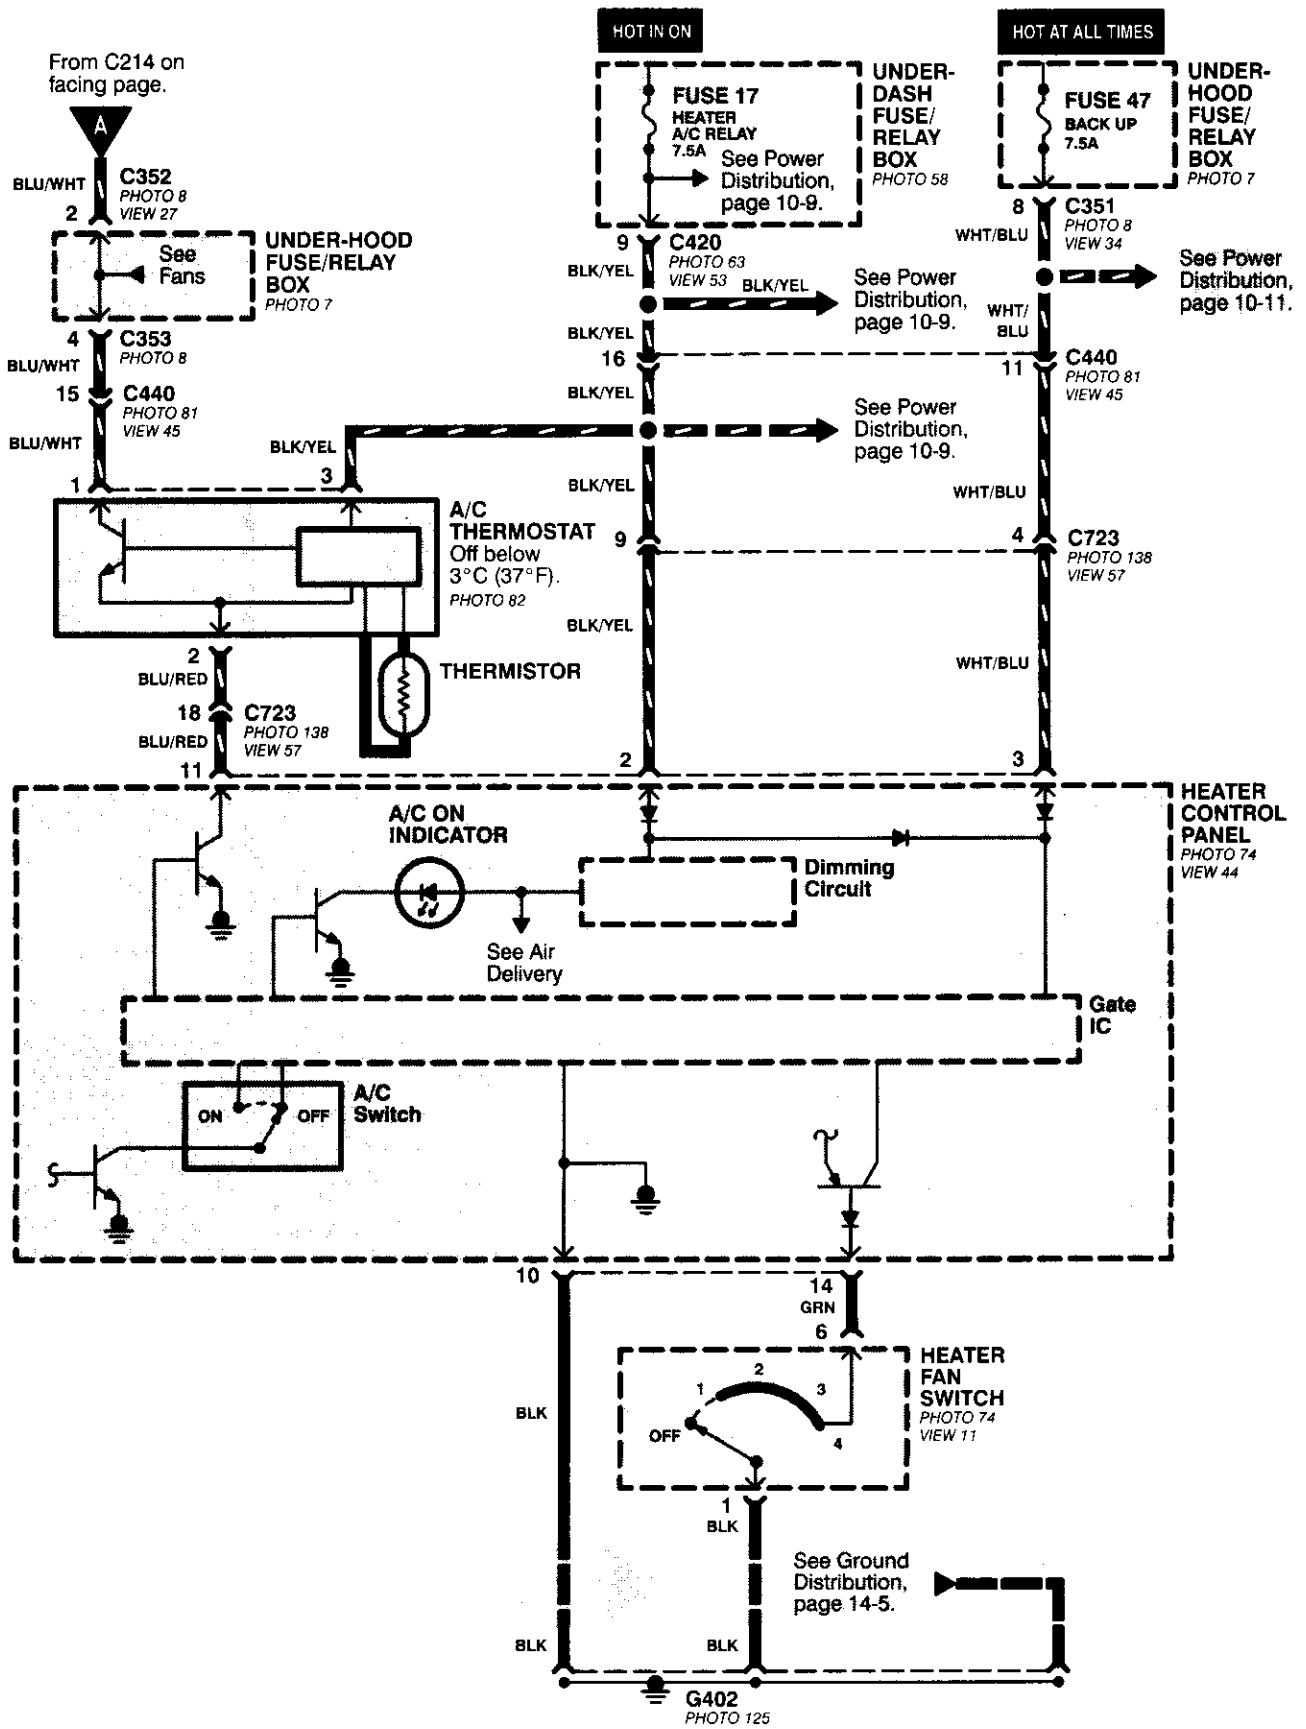 From C214 on
facing page.
A
BLU/WHT
C352
PHOTO 8
VIEW 27
2
See
Fans
UNDER-HOOD
FUSE/RELAY
BOX
PHOTO 7
4
C353
PHOTO 8
BLU/WHT
15
C440
PHOTO 81
VIEW 45
BLU/WHT
1
HOT IN ON
FUSE 17
HEATER
A/C RELAY
7.5A
See Power
Distribution,
page 10-9.
UNDER-
DASH
FUSE/
RELAY
BOX
PHOTO 58
9
C420
PHOTO 63
VIEW 53
BLK/YEL
BLK/YEL
See Power
Distribution,
page 10-9.
BLK/YEL
16
BLK/YEL
See Power
Distribution,
page 10-9.
BLK/YEL
3
BLK/YEL
9
BLK/YEL
2
HOT AT ALL TIMES
FUSE 47
BACK UP
7.5A
UNDER-
HOOD
FUSE/
RELAY
BOX
PHOTO 7
8
C351
PHOTO 8
VIEW 34
WHT/BLU
See Power
Distribution,
page 10-11.
WHT/
BLU
11
C440
PHOTO 81
VIEW 45
WHT/BLU
4
C723
PHOTO 138
VIEW 57
WHT/BLU
3
A/C
THERMOSTAT
Off below
3°C (37°F).
PHOTO 82
THERMISTOR
2
BLU/RED
18
C723
PHOTO 138
VIEW 57
BLU/RED
11
HEATER
CONTROL
PANEL
PHOTO 74
VIEW 44
A/C ON
INDICATOR
Dimming
Circuit
See Air
Delivery
Gate
IC
A/C
Switch
ON
OFF
10
14
GRN
6
HEATER
FAN
SWITCH
PHOTO 74
VIEW 11
1
2
3
4
OFF
BLK
1
BLK
See Ground
Distribution,
page 14-5.
BLK
BLK
G402
PHOTO 125